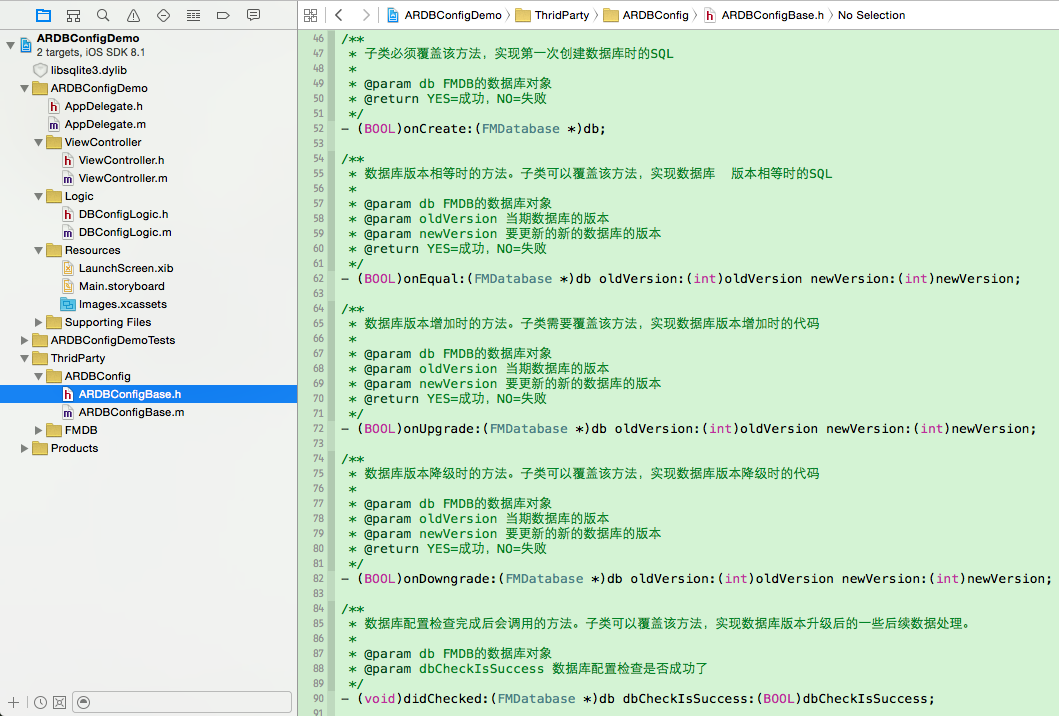 ARDBConfigDemo
2 targets, iOS SDK 8.1
libsqlite3.dylib
ARDBConfigDemo
h AppDelegate.h
m AppDelegate.m
ViewController
h ViewController.h
m ViewController.m
Logic
h DBConfigLogic.h
m DBConfigLogic.m
Resources
LaunchScreen.xib
Main.storyboard
Images.xcassets
Supporting Files
ARDBConfigDemoTests
ThridParty
ARDBConfig
h ARDBConfigBase.h
m ARDBConfigBase.m
FMDB
Products
ARDBConfigDemo ThridParty ARDBConfig h ARDBConfigBase.h No Selection
46 /**
47 * 子类必须覆盖该方法，实现第一次创建数据库时的SQL
48 *
49 * @param db FMDB的数据库对象
50 * @return YES=成功，NO=失败
51 */
52 - (BOOL)onCreate:(FMDatabase *)db;
53
54 /**
55 * 数据库版本相等时的方法。子类可以覆盖该方法，实现数据库  版本相等时的SQL
56 *
57 * @param db FMDB的数据库对象
58 * @param oldVersion 当期数据库的版本
59 * @param newVersion 要更新的新的数据库的版本
60 * @return YES=成功，NO=失败
61 */
62 - (BOOL)onEqual:(FMDatabase *)db oldVersion:(int)oldVersion newVersion:(int)newVersion;
63
64 /**
65 * 数据库版本增加时的方法。子类需要覆盖该方法，实现数据库版本增加时的代码
66 *
67 * @param db FMDB的数据库对象
68 * @param oldVersion 当期数据库的版本
69 * @param newVersion 要更新的新的数据库的版本
70 * @return YES=成功，NO=失败
71 */
72 - (BOOL)onUpgrade:(FMDatabase *)db oldVersion:(int)oldVersion newVersion:(int)newVersion;
73
74 /**
75 * 数据库版本降级时的方法。子类可以覆盖该方法，实现数据库版本降级时的代码
76 *
77 * @param db FMDB的数据库对象
78 * @param oldVersion 当期数据库的版本
79 * @param newVersion 要更新的新的数据库的版本
80 * @return YES=成功，NO=失败
81 */
82 - (BOOL)onDowngrade:(FMDatabase *)db oldVersion:(int)oldVersion newVersion:(int)newVersion;
83
84 /**
85 * 数据库配置检查完成后会调用的方法。子类可以覆盖该方法，实现数据库版本升级后的一些后续数据处理。
86 *
87 * @param db FMDB的数据库对象
88 * @param dbCheckIsSuccess 数据库配置检查是否成功了
89 */
90 - (void)didChecked:(FMDatabase *)db dbCheckIsSuccess:(BOOL)dbCheckIsSuccess;
91